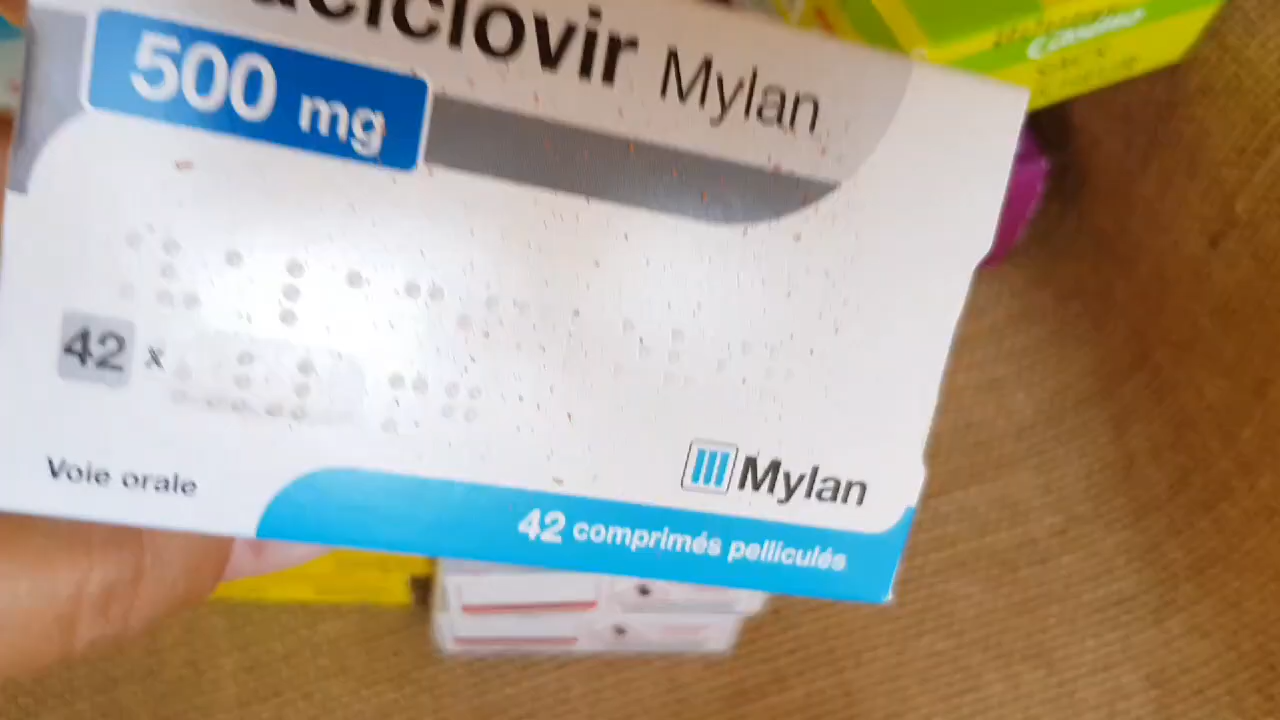 aciclovir Mylan
500 mg
42 x
Voie orale
Mylan
42 comprimés pelliculés